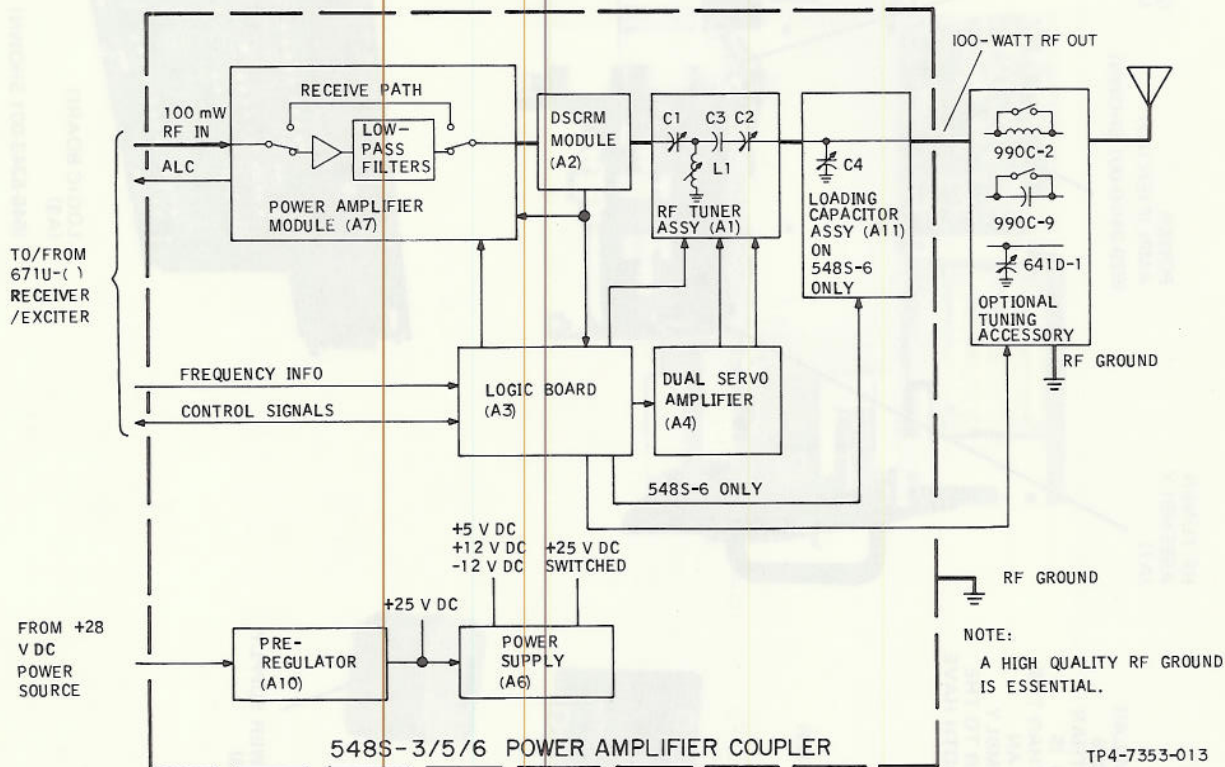 100-WATT RF OUT
RECEIVE PATH
100 mW
RF IN
ALC
LOW-
PASS
FILTERS
POWER AMPLIFIER
MODULE (A7)
DSCRM
MODULE
(A2)
C1 C3 C2
L1
RF TUNER
ASSY (A1)
C4
LOADING
CAPACITOR
ASSY (A11)
ON
548S-6
ONLY
990C-2
990C-9
641D-1
OPTIONAL
TUNING
ACCESSORY
RF GROUND
TO/FROM
671U-( )
RECEIVER
/EXCITER
FREQUENCY INFO
CONTROL SIGNALS
LOGIC BOARD
(A3)
DUAL SERVO
AMPLIFIER
(A4)
548S-6 ONLY
+5 V DC
+12 V DC
-12 V DC
+25 V DC
SWITCHED
+25 V DC
RF GROUND
FROM +28
V DC
POWER
SOURCE
PRE-
REGULATOR
(A10)
POWER
SUPPLY
(A6)
NOTE:
A HIGH QUALITY RF GROUND
IS ESSENTIAL.
548S-3/5/6 POWER AMPLIFIER COUPLER
TP4-7353-013